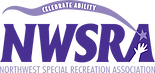 CELEBRATE ABILITY
NWSRA
NORTHWEST SPECIAL RECREATION ASSOCIATION